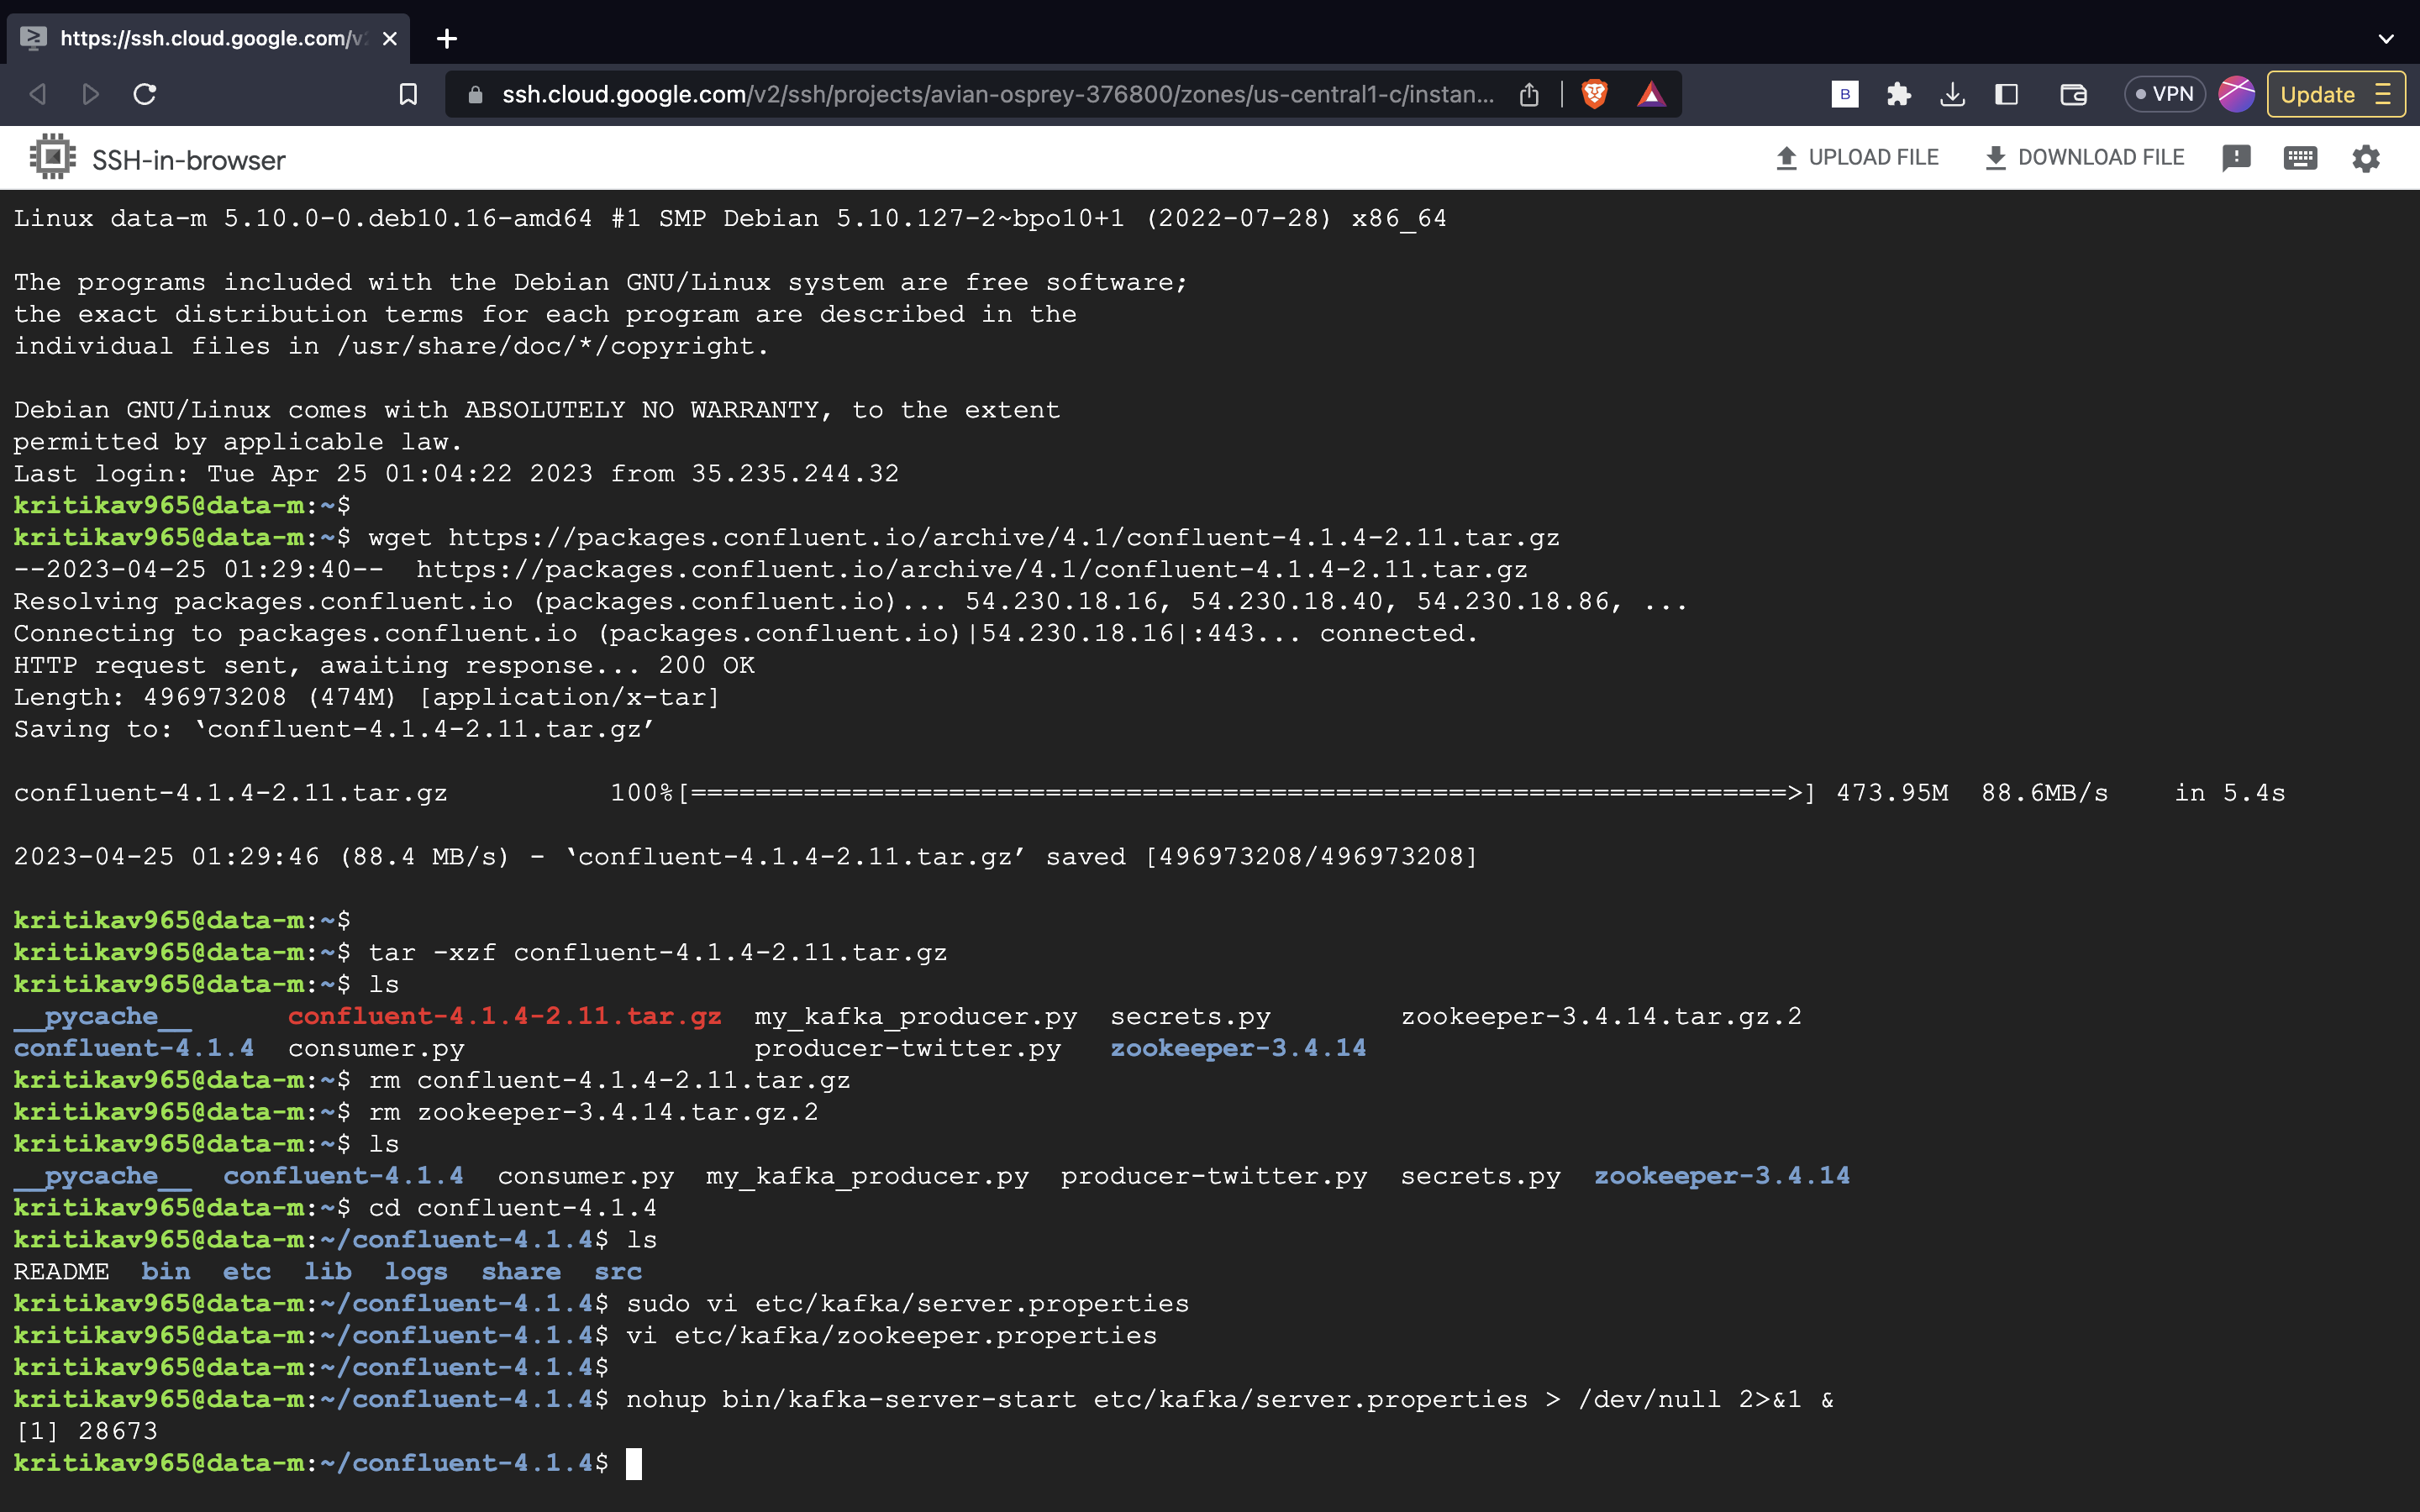 https://ssh.cloud.google.com/v
ssh.cloud.google.com/v2/ssh/projects/avian-osprey-376800/zones/us-central1-c/instan...
B
VPN
Update
SSH-in-browser
UPLOAD FILE
DOWNLOAD FILE
Linux data-m 5.10.0-0.deb10.16-amd64 #1 SMP Debian 5.10.127-2~bpo10+1 (2022-07-28) x86_64
The programs included with the Debian GNU/Linux system are free software;
the exact distribution terms for each program are described in the
individual files in /usr/share/doc/*/copyright.
Debian GNU/Linux comes with ABSOLUTELY NO WARRANTY, to the extent
permitted by applicable law.
Last login: Tue Apr 25 01:04:22 2023 from 35.235.244.32
kritikav965@data-m:~$
kritikav965@data-m:~$ wget https://packages.confluent.io/archive/4.1/confluent-4.1.4-2.11.tar.gz
--2023-04-25 01:29:40--  https://packages.confluent.io/archive/4.1/confluent-4.1.4-2.11.tar.gz
Resolving packages.confluent.io (packages.confluent.io)... 54.230.18.16, 54.230.18.40, 54.230.18.86, ...
Connecting to packages.confluent.io (packages.confluent.io)|54.230.18.16|:443... connected.
HTTP request sent, awaiting response... 200 OK
Length: 496973208 (474M) [application/x-tar]
Saving to: ‘confluent-4.1.4-2.11.tar.gz’
confluent-4.1.4-2.11.tar.gz          100%[====================================================================>] 473.95M  88.6MB/s    in 5.4s
2023-04-25 01:29:46 (88.4 MB/s) - ‘confluent-4.1.4-2.11.tar.gz’ saved [496973208/496973208]
kritikav965@data-m:~$
kritikav965@data-m:~$ tar -xzf confluent-4.1.4-2.11.tar.gz
kritikav965@data-m:~$ ls
__pycache__      confluent-4.1.4-2.11.tar.gz  my_kafka_producer.py  secrets.py        zookeeper-3.4.14.tar.gz.2
confluent-4.1.4  consumer.py                  producer-twitter.py   zookeeper-3.4.14
kritikav965@data-m:~$ rm confluent-4.1.4-2.11.tar.gz
kritikav965@data-m:~$ rm zookeeper-3.4.14.tar.gz.2
kritikav965@data-m:~$ ls
__pycache__  confluent-4.1.4  consumer.py  my_kafka_producer.py  producer-twitter.py  secrets.py  zookeeper-3.4.14
kritikav965@data-m:~$ cd confluent-4.1.4
kritikav965@data-m:~/confluent-4.1.4$ ls
README  bin  etc  lib  logs  share  src
kritikav965@data-m:~/confluent-4.1.4$ sudo vi etc/kafka/server.properties
kritikav965@data-m:~/confluent-4.1.4$ vi etc/kafka/zookeeper.properties
kritikav965@data-m:~/confluent-4.1.4$
kritikav965@data-m:~/confluent-4.1.4$ nohup bin/kafka-server-start etc/kafka/server.properties > /dev/null 2>&1 &
[1] 28673
kritikav965@data-m:~/confluent-4.1.4$